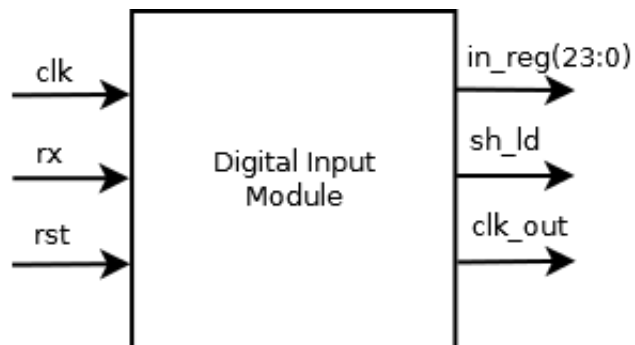 clk
rx
rst
Digital Input
Module
in_reg(23:0)
sh_ld
clk_out